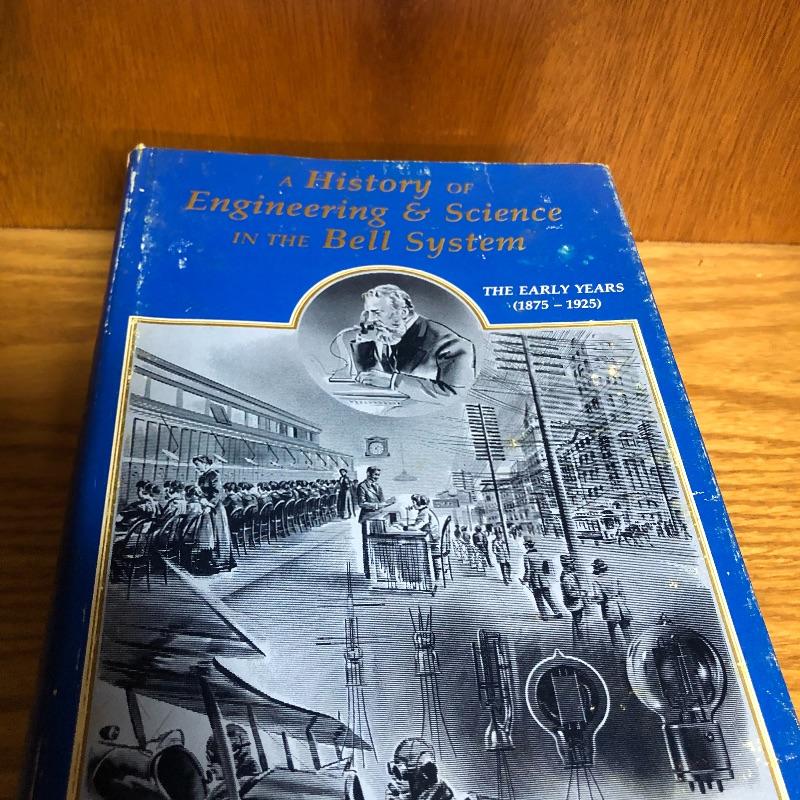 A History OF
Engineering & Science
IN THE Bell System
THE EARLY YEARS
(1875 – 1925)